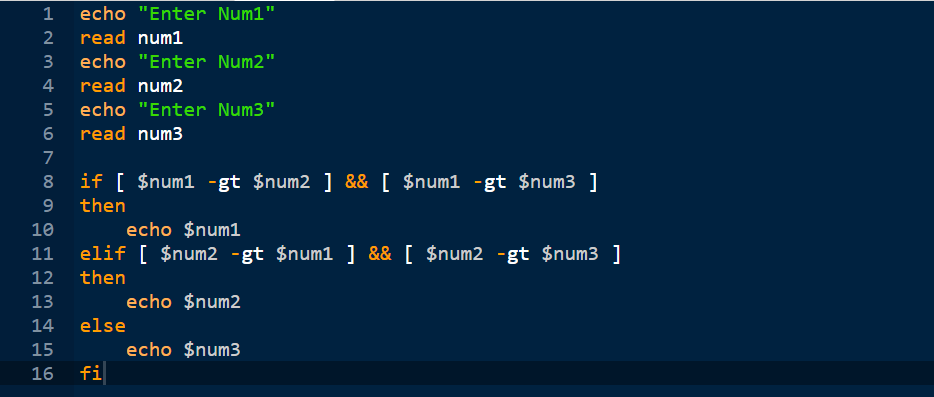 1 echo "Enter Num1"
2 read num1
3 echo "Enter Num2"
4 read num2
5 echo "Enter Num3"
6 read num3
7
8 if [ $num1 -gt $num2 ] && [ $num1 -gt $num3 ]
9 then
10     echo $num1
11 elif [ $num2 -gt $num1 ] && [ $num2 -gt $num3 ]
12 then
13     echo $num2
14 else
15     echo $num3
16 fi